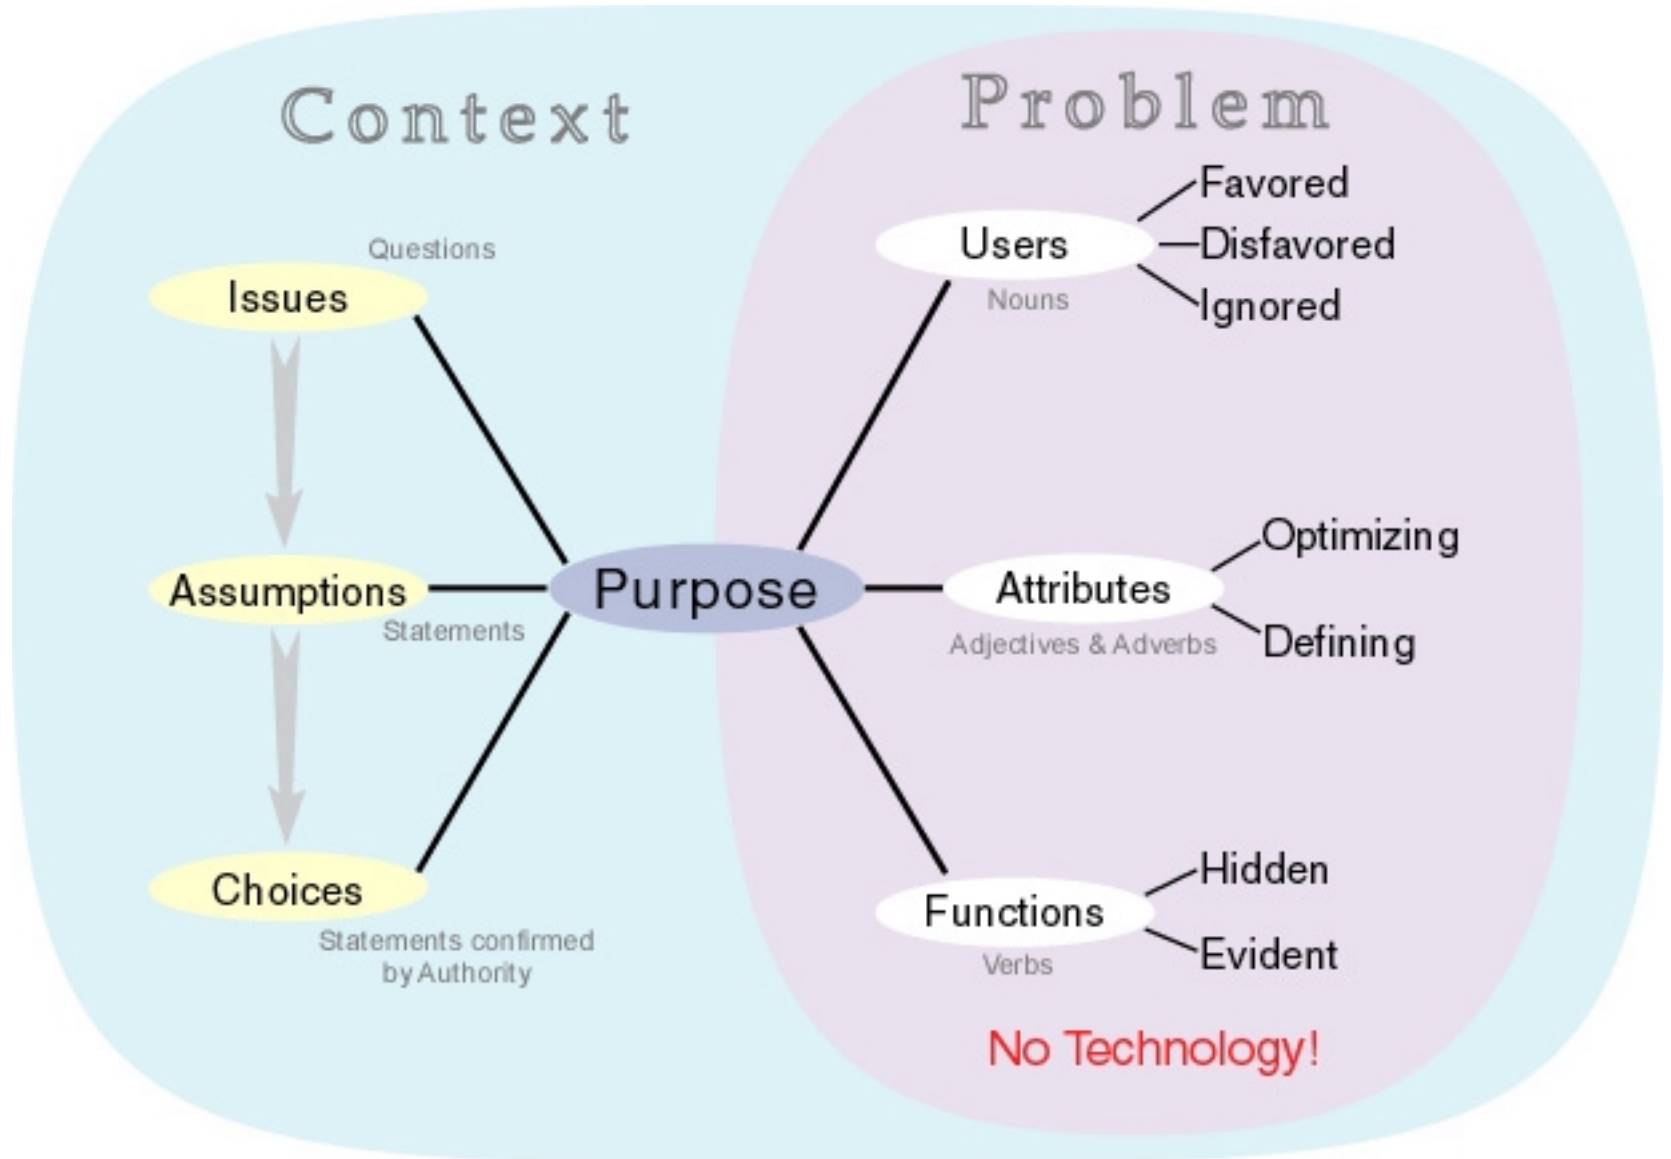 Context
Problem
Questions
Issues
Assumptions
Statements
Choices
Statements confirmed
by Authority
Purpose
Users
Nouns
Favored
Disfavored
Ignored
Attributes
Adjectives & Adverbs
Optimizing
Defining
Functions
Verbs
Hidden
Evident
No Technology!